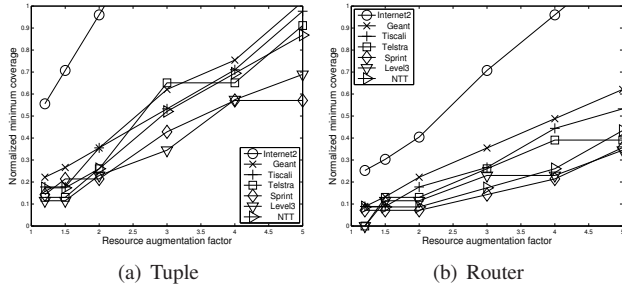 Normalized minimum coverage
1
0.9
0.8
0.7
0.6
0.5
0.4
0.3
0.2
0.1
0
Internet2
Geant
Tiscali
Telstra
Sprint
Level3
NTT
1 1.5 2 2.5 3 3.5 4 4.5 5
Resource augmentation factor
(a) Tuple
Normalized minimum coverage
1
0.9
0.8
0.7
0.6
0.5
0.4
0.3
0.2
0.1
0
Internet2
Geant
Tiscali
Telstra
Sprint
Level3
NTT
1 1.5 2 2.5 3 3.5 4 4.5 5
Resource augmentation factor
(b) Router